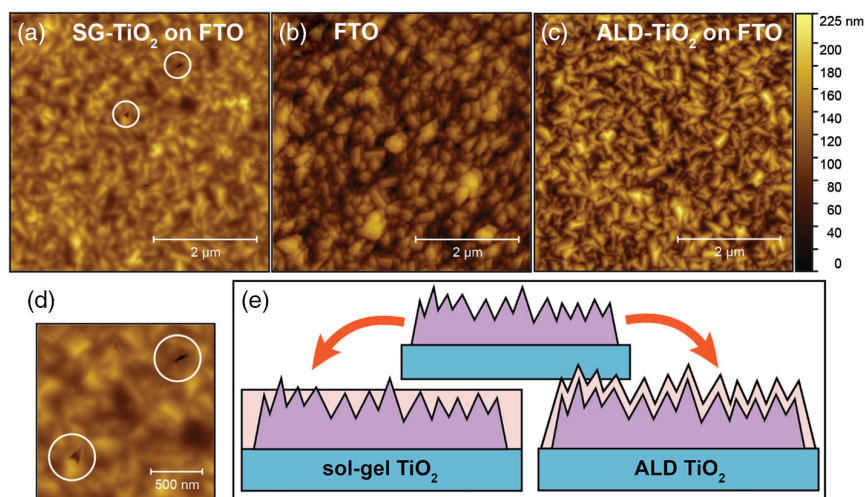 (a) SG-TiO₂ on FTO
(b) FTO
(c) ALD-TiO₂ on FTO
225 nm
200
180
160
140
120
100
80
60
40
20
0
2 μm
2 μm
2 μm
(d)
500 nm
(e)
sol-gel TiO₂
ALD TiO₂